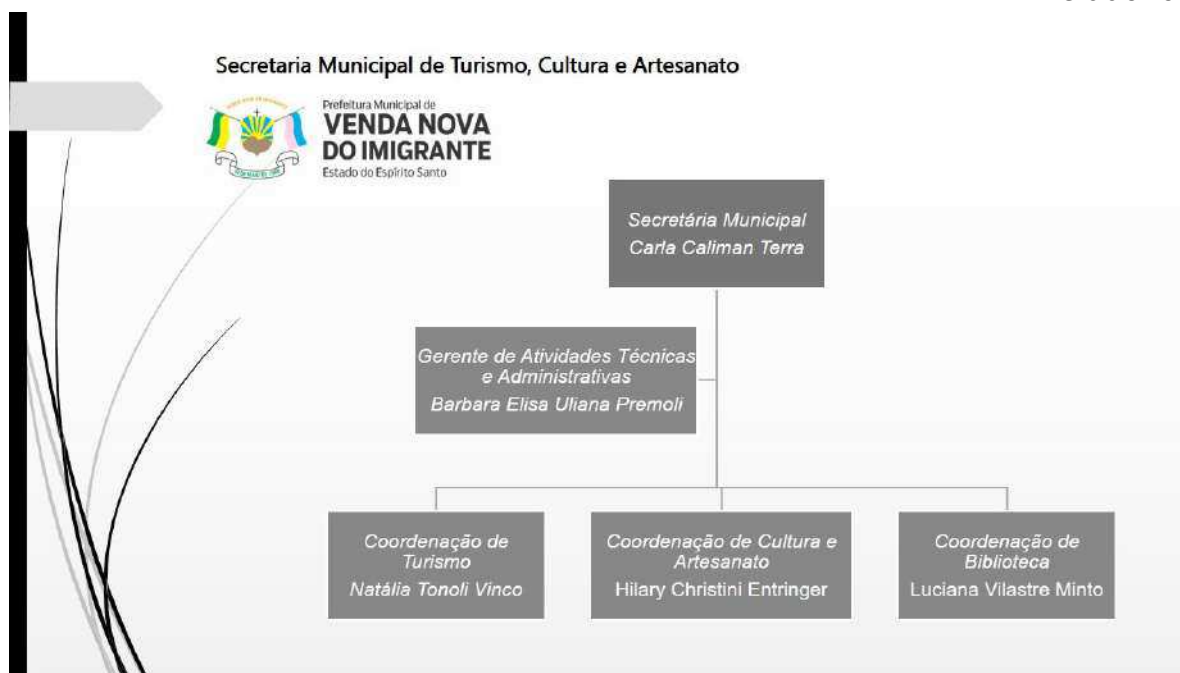 Secretaria Municipal de Turismo, Cultura e Artesanato
Prefeitura Municipal de
VENDA NOVA
DO IMIGRANTE
Estado do Espírito Santo
Secretária Municipal
Carla Caliman Terra
Gerente de Atividades Técnicas
e Administrativas
Barbara Elisa Uliana Premoli
Coordenação de
Turismo
Natália Tonoli Vinco
Coordenação de Cultura e
Artesanato
Hilary Christini Entringer
Coordenação de
Biblioteca
Luciana Vilastre Minto